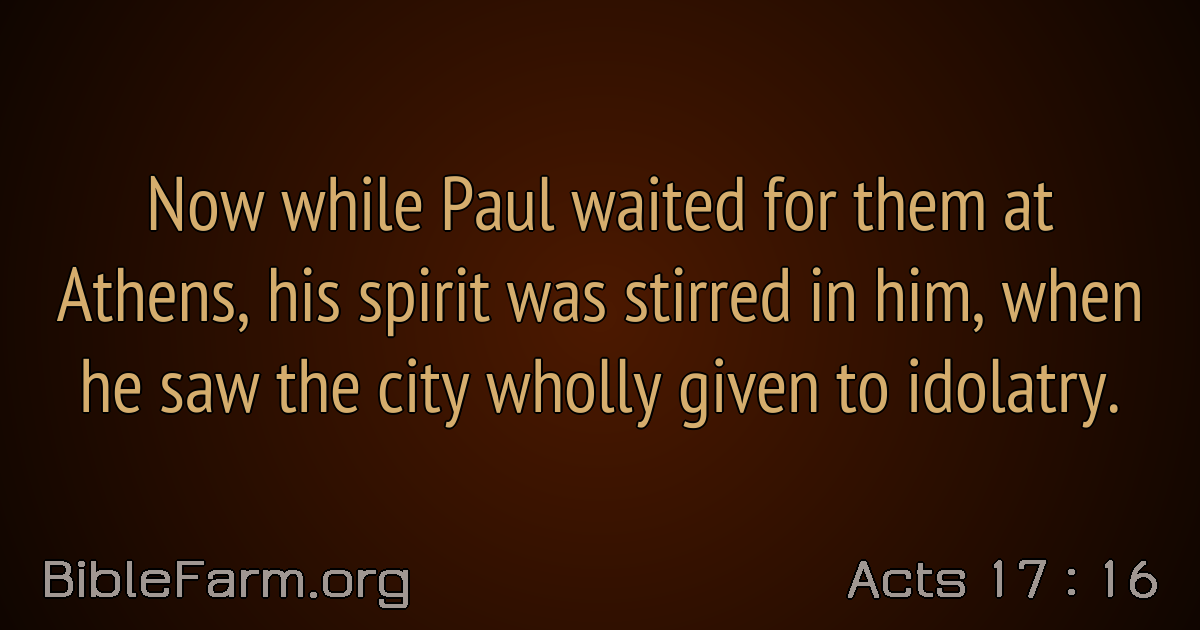 Now while Paul waited for them at
Athens, his spirit was stirred in him, when
he saw the city wholly given to idolatry.
BibleFarm.org
Acts 17 : 16